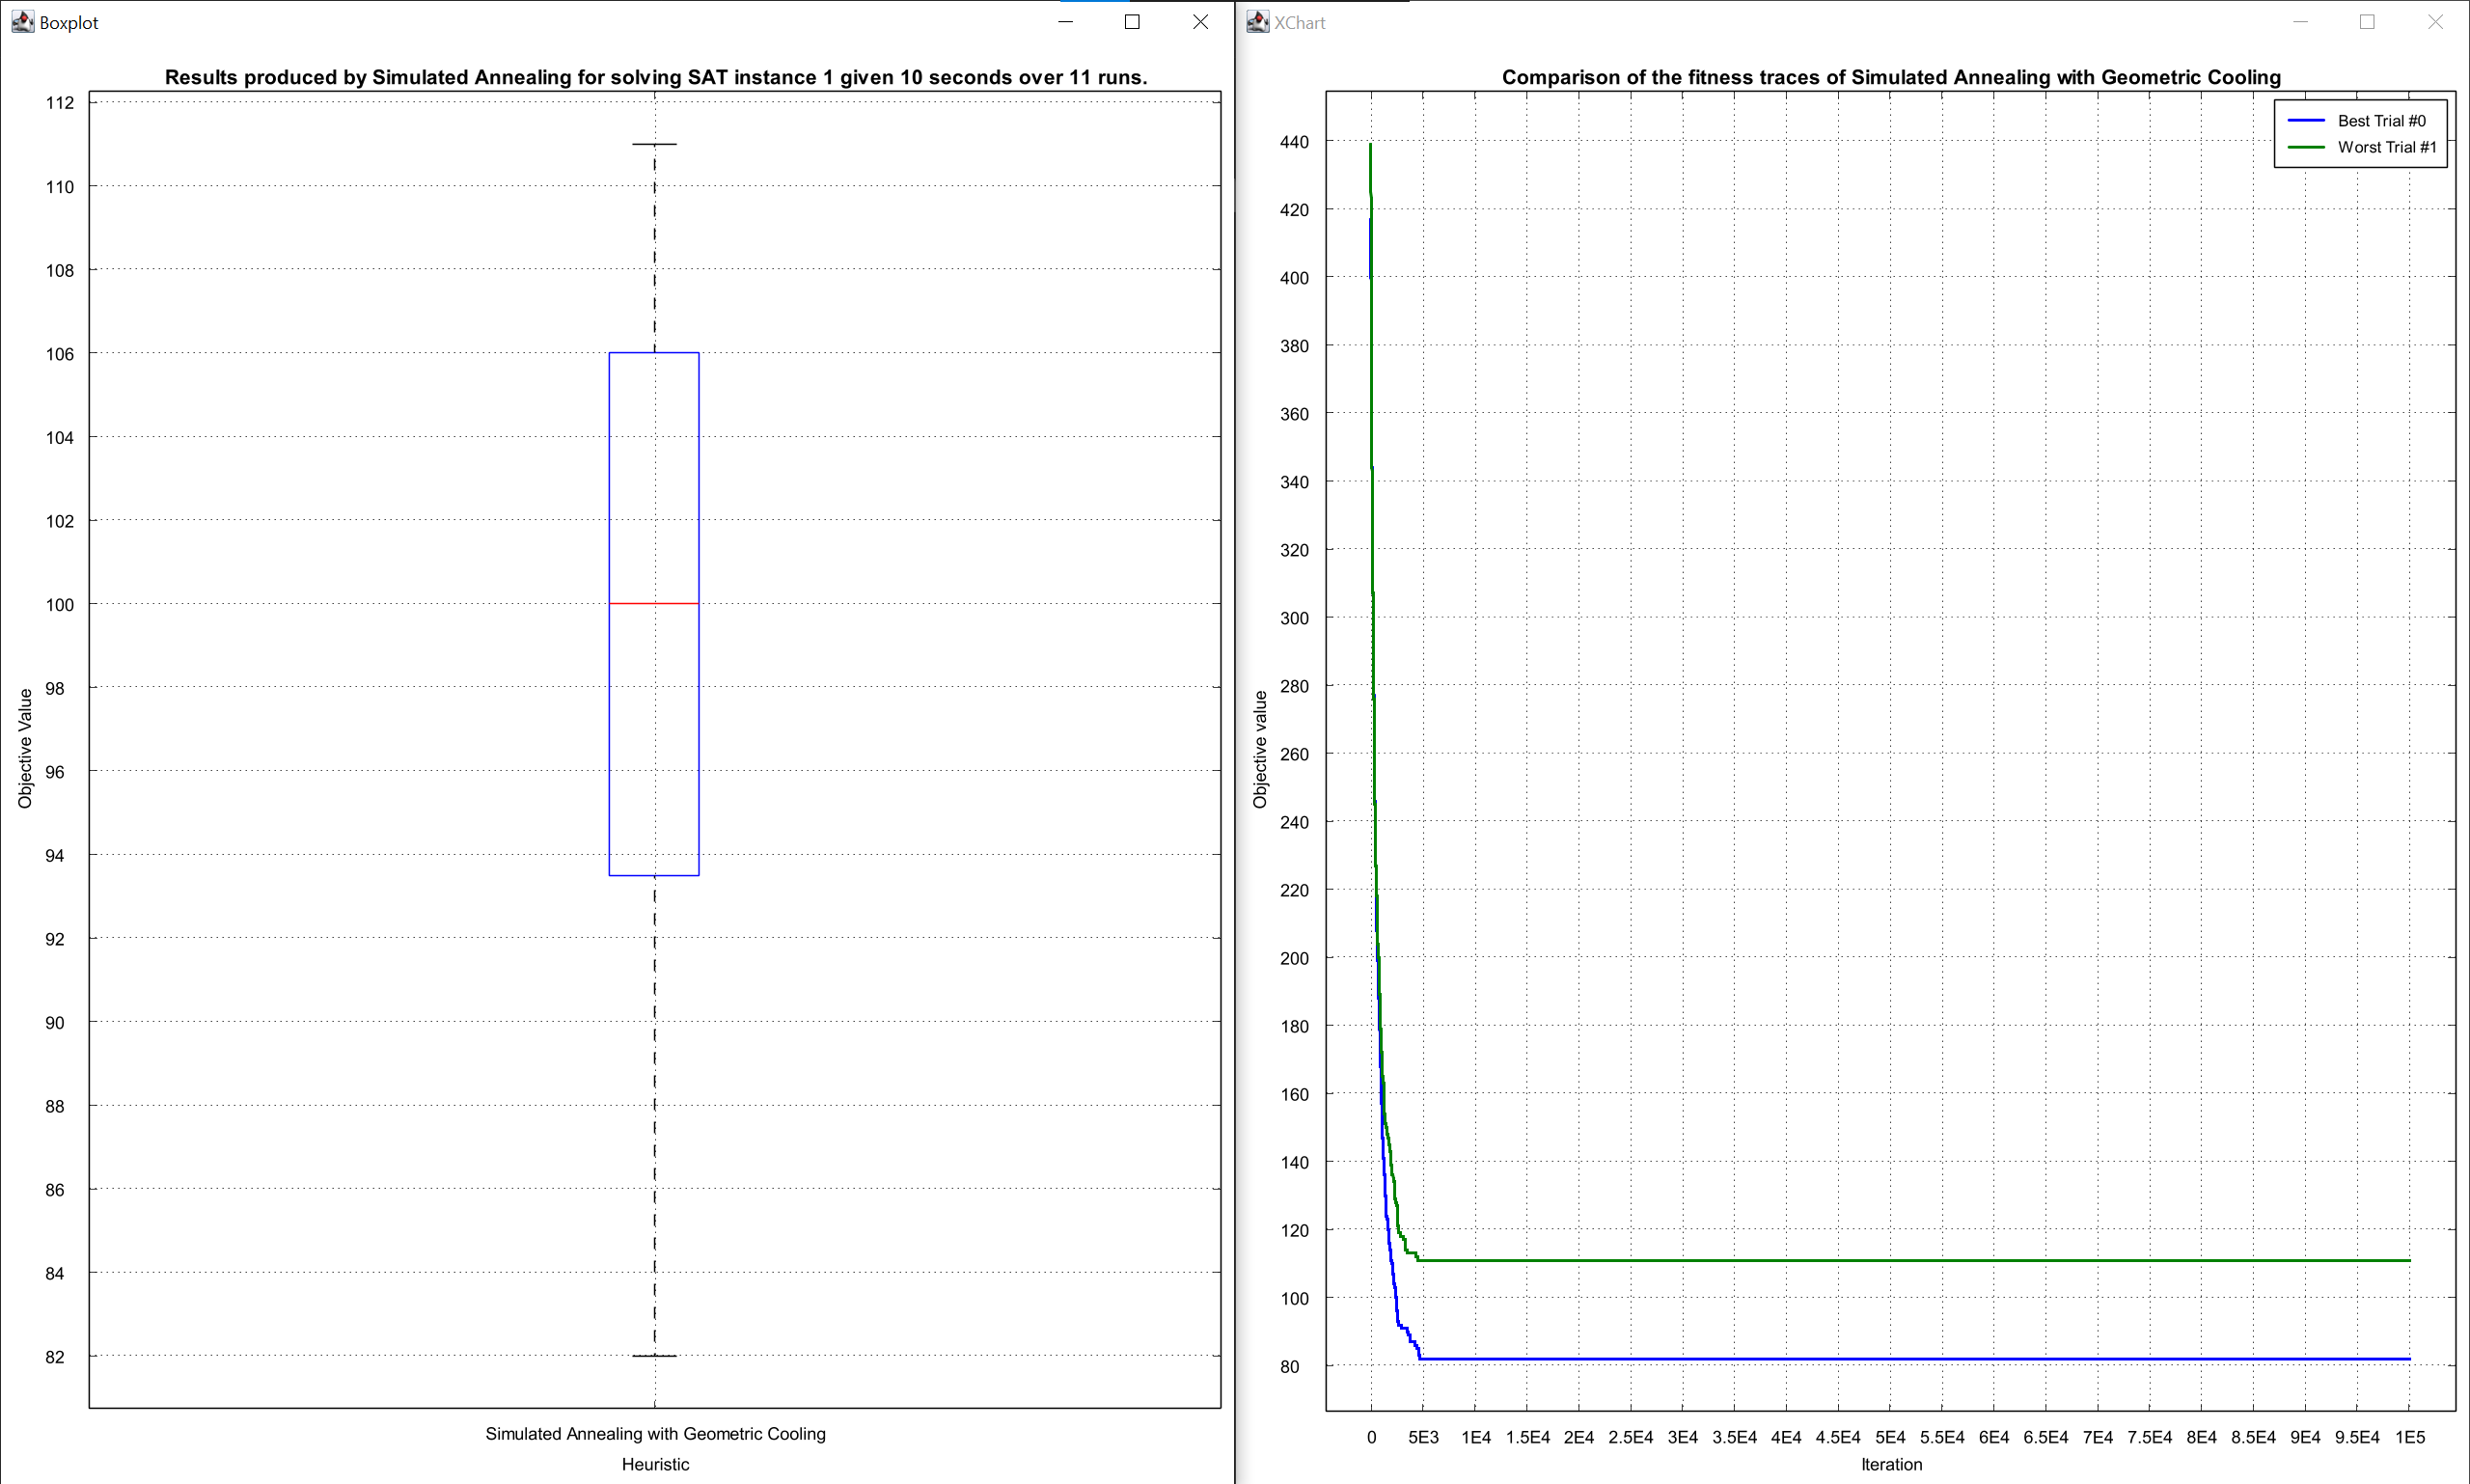 Boxplot
Results produced by Simulated Annealing for solving SAT instance 1 given 10 seconds over 11 runs.
112
110
108
106
104
102
100
98
96
94
92
90
88
86
84
82
Objective Value
Simulated Annealing with Geometric Cooling
Heuristic
XChart
Comparison of the fitness traces of Simulated Annealing with Geometric Cooling
Best Trial #0
Worst Trial #1
440
420
400
380
360
340
320
300
280
260
240
220
200
180
160
140
120
100
80
Objective value
0 5E3 1E4 1.5E4 2E4 2.5E4 3E4 3.5E4 4E4 4.5E4 5E4 5.5E4 6E4 6.5E4 7E4 7.5E4 8E4 8.5E4 9E4 9.5E4 1E5
Iteration